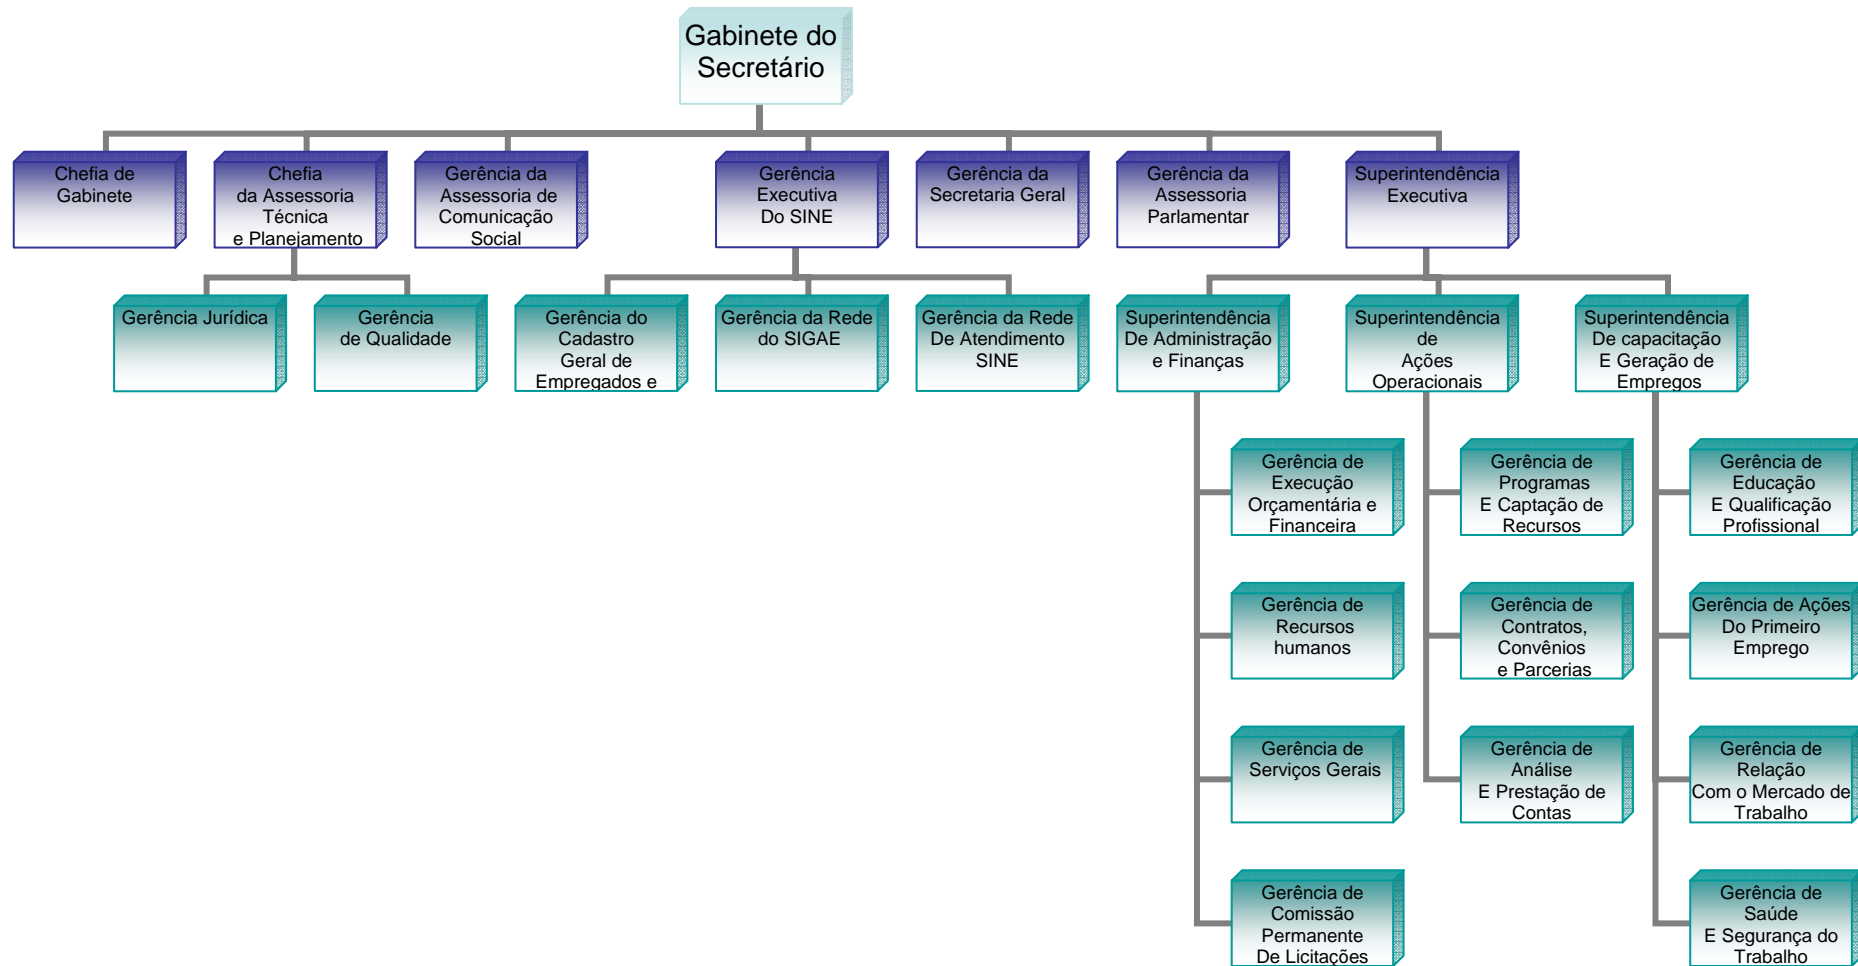 Gabinete do
Secretário
Chefia de
Gabinete
Chefia
da Assessoria
Técnica
e Planejamento
Gerência da
Assessoria de
Comunicação
Social
Gerência
Executiva
Do SINE
Gerência da
Secretaria Geral
Gerência da
Assessoria
Parlamentar
Superintendência
Executiva
Gerência Jurídica
Gerência
de Qualidade
Gerência do
Cadastro
Geral de
Empregados e
Gerência da Rede
do SIGAE
Gerência da Rede
De Atendimento
SINE
Superintendência
De Administração
e Finanças
Superintendência
de
Ações
Operacionais
Superintendência
De capacitação
E Geração de
Empregos
Gerência de
Execução
Orçamentária e
Financeira
Gerência de
Programas
E Captação de
Recursos
Gerência de
Educação
E Qualificação
Profissional
Gerência de
Recursos
humanos
Gerência de
Contratos,
Convênios
e Parcerias
Gerência de Ações
Do Primeiro
Emprego
Gerência de
Serviços Gerais
Gerência de
Análise
E Prestação de
Contas
Gerência de
Relação
Com o Mercado de
Trabalho
Gerência de
Comissão
Permanente
De Licitações
Gerência de
Saúde
E Segurança do
Trabalho